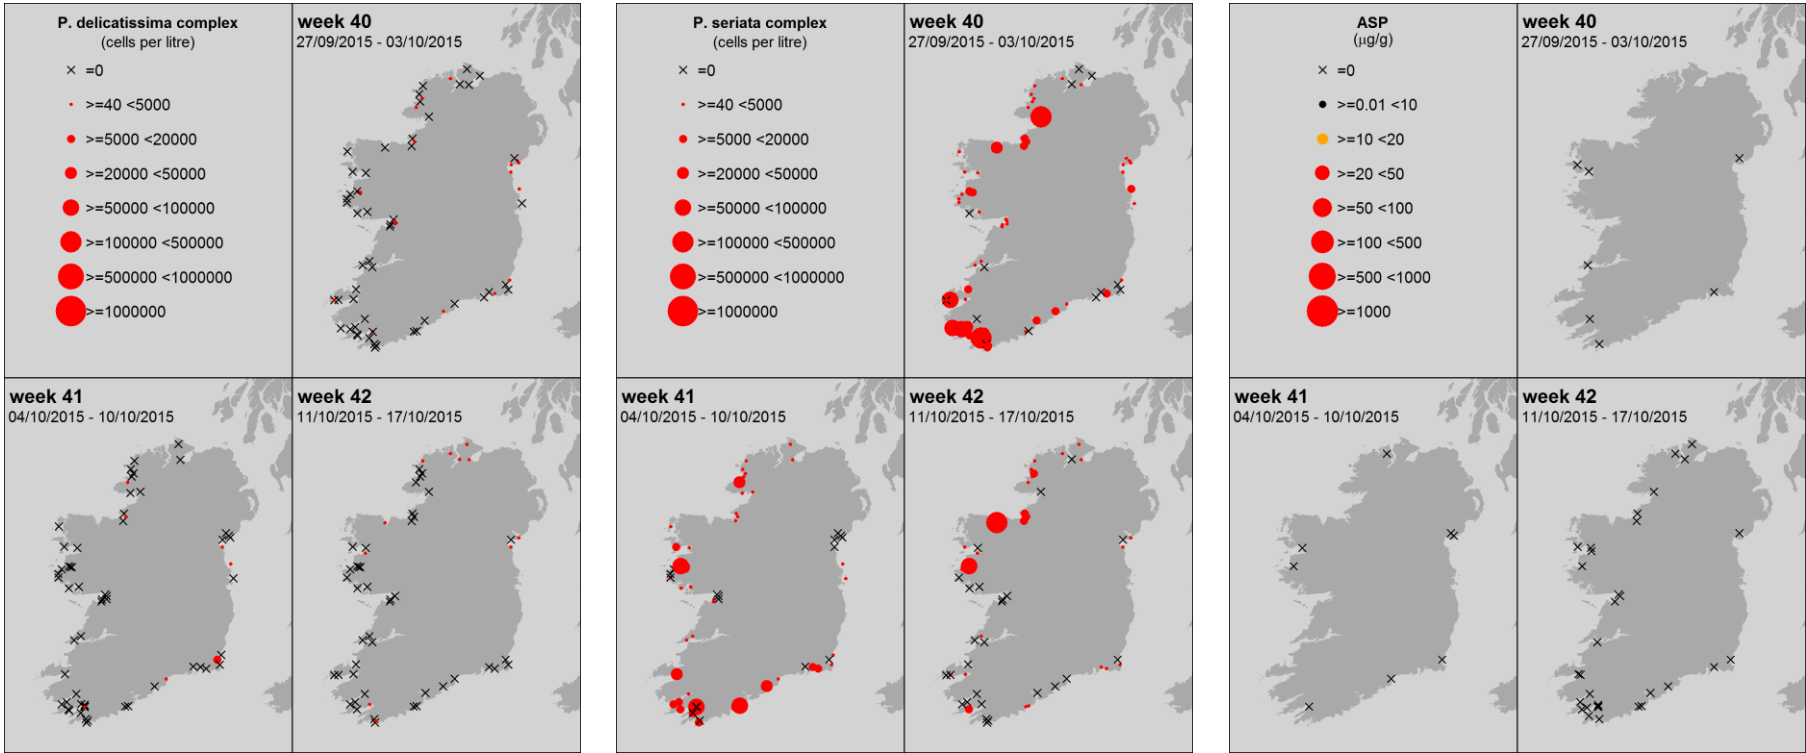 P. delicatissima complex
(cells per litre)
=0
>=40 <5000
>=5000 <20000
>=20000 <50000
>=50000 <100000
>=100000 <500000
>=500000 <1000000
>=1000000
week 40
27/09/2015 - 03/10/2015
week 41
04/10/2015 - 10/10/2015
week 42
11/10/2015 - 17/10/2015
P. seriata complex
(cells per litre)
=0
>=40 <5000
>=5000 <20000
>=20000 <50000
>=50000 <100000
>=100000 <500000
>=500000 <1000000
>=1000000
week 40
27/09/2015 - 03/10/2015
week 41
04/10/2015 - 10/10/2015
week 42
11/10/2015 - 17/10/2015
ASP
(µg/g)
=0
>=0.01 <10
>=10 <20
>=20 <50
>=50 <100
>=100 <500
>=500 <1000
>=1000
week 40
27/09/2015 - 03/10/2015
week 41
04/10/2015 - 10/10/2015
week 42
11/10/2015 - 17/10/2015